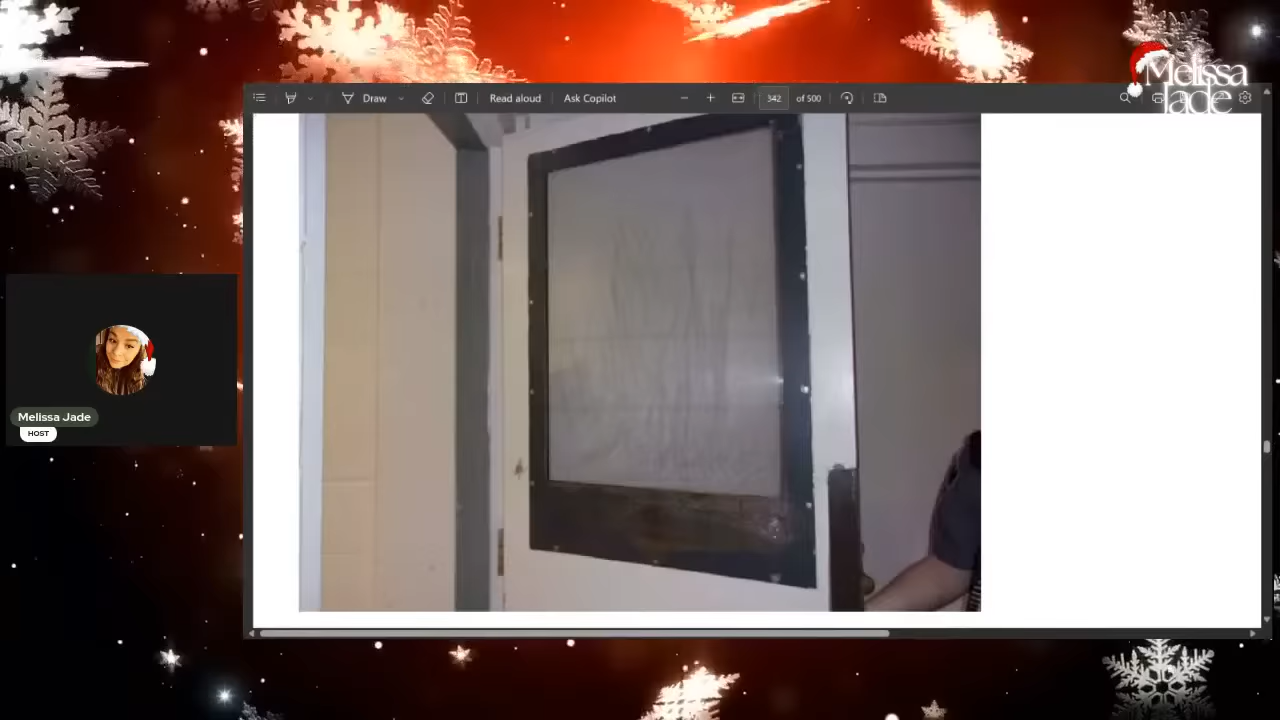 Draw
Read aloud
Ask Copilot
342
of 500
Melissa
Jade
Melissa Jade
HOST